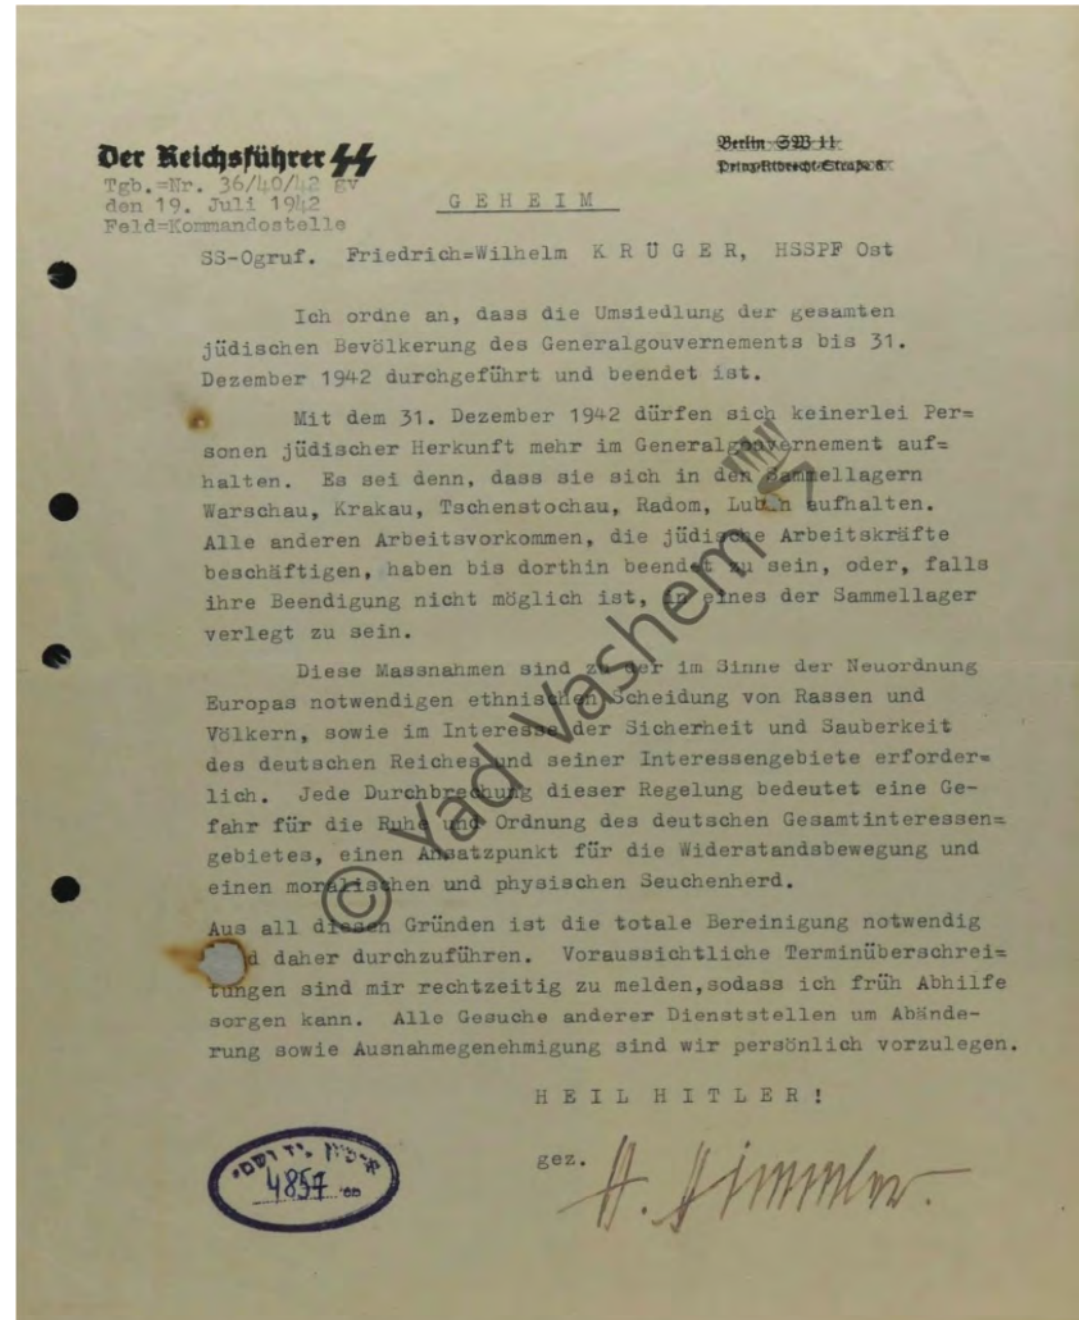 Der Reichsführer SS
Berlin SW 11
Prinz-Albrecht-Straße 8
Tgb.=Nr. 36/40/42 gv
den 19. Juli 1942
Feld=Kommandostelle
GEHEIM
SS-Ogruf. Friedrich=Wilhelm KRÜGER, HSSPF Ost
Ich ordne an, dass die Umsiedlung der gesamten
jüdischen Bevölkerung des Generalgouvernements bis 31.
Dezember 1942 durchgeführt und beendet ist.
Mit dem 31. Dezember 1942 dürfen sich keinerlei Per=
sonen jüdischer Herkunft mehr im Generalgouvernement auf=
halten. Es sei denn, dass sie sich in den Sammellagern
Warschau, Krakau, Tschenstochau, Radom, Lublin aufhalten.
Alle anderen Arbeitsvorkommen, die jüdische Arbeitskräfte
beschäftigen, haben bis dorthin beendet zu sein, oder, falls
ihre Beendigung nicht möglich ist, in eines der Sammellager
verlegt zu sein.
Diese Massnahmen sind zu der im Sinne der Neuordnung
Europas notwendigen ethnischen Scheidung von Rassen und
Völkern, sowie im Interesse der Sicherheit und Sauberkeit
des deutschen Reiches und seiner Interessengebiete erforder=
lich. Jede Durchbrechung dieser Regelung bedeutet eine Ge-
fahr für die Ruhe und Ordnung des deutschen Gesamtinteressen=
gebietes, einen Ansatzpunkt für die Widerstandsbewegung und
einen moralischen und physischen Seuchenherd.
Aus all diesen Gründen ist die totale Bereinigung notwendig
d daher durchzuführen. Voraussichtliche Terminüberschrei=
tungen sind mir rechtzeitig zu melden,sodass ich früh Abhilfe
sorgen kann. Alle Gesuche anderer Dienststellen um Abände-
rung sowie Ausnahmegenehmigung sind wir persönlich vorzulegen.
HEIL HITLER!
gez. H. Himmler.
ארכיון יד ושם
4857 מס
© Yad Vashem